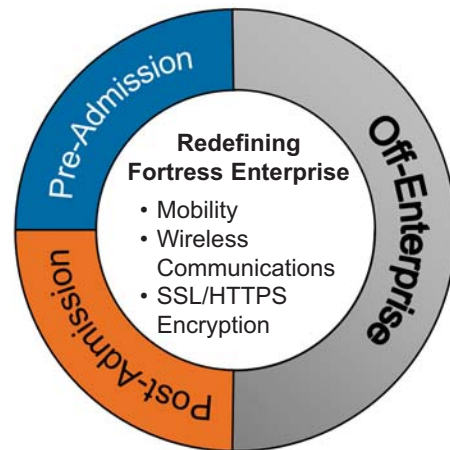 Pre-Admission
Off-Enterprise
Redefining
Fortress Enterprise
• Mobility
• Wireless
Communications
• SSL/HTTPS
Encryption
Post-Admission